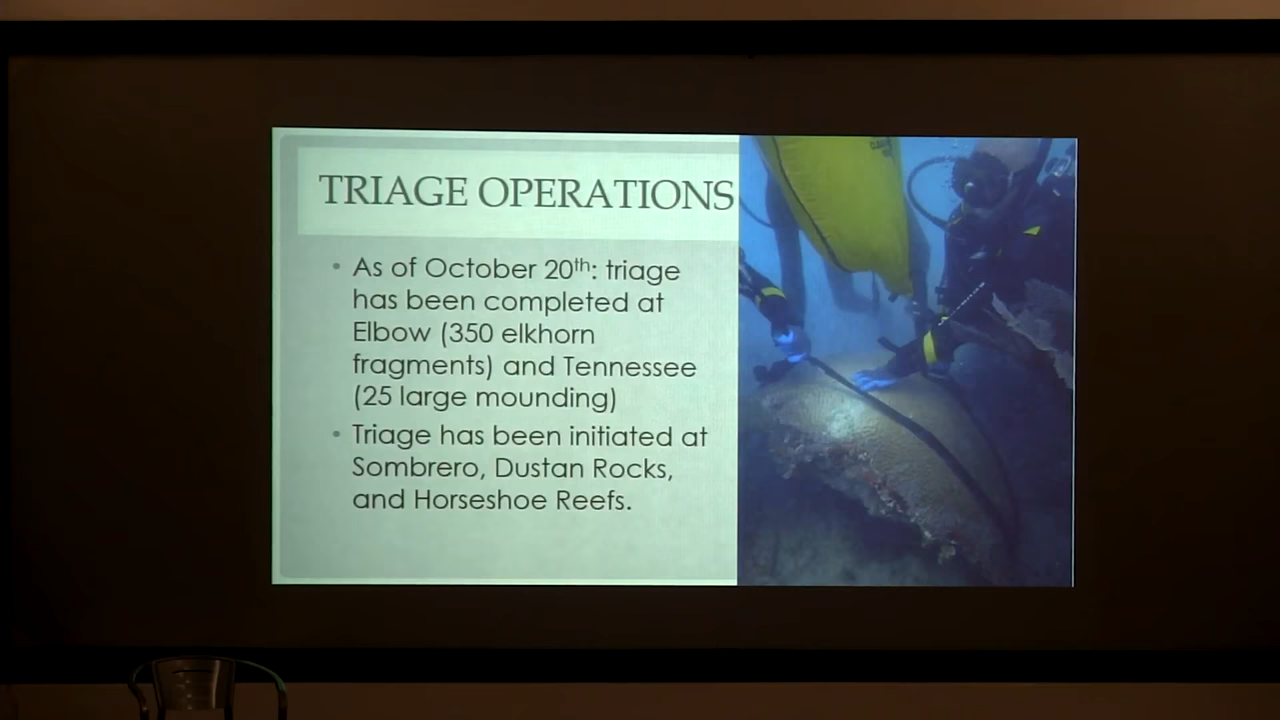 TRIAGE OPERATIONS
• As of October 20th: triage
has been completed at
Elbow (350 elkhorn
fragments) and Tennessee
(25 large mounding)
• Triage has been initiated at
Sombrero, Dustan Rocks,
and Horseshoe Reefs.